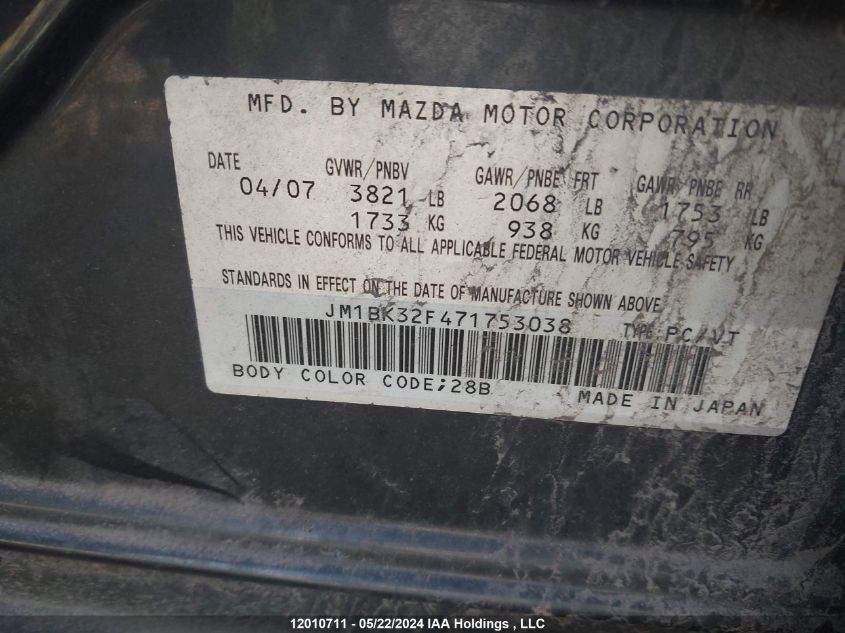 MFD. BY MAZDA MOTOR CORPORATION
DATE GVWR/PNBV GAWR/PNBE FRT GAWR/PNBE RR
04/07 3821 LB 2068 LB 1753 LB
1733 KG 938 KG 795 KG
THIS VEHICLE CONFORMS TO ALL APPLICABLE FEDERAL MOTOR VEHICLE SAFETY
STANDARDS IN EFFECT ON THE DATE OF MANUFACTURE SHOWN ABOVE
JM1BK32F471753038 TYPE:PC/VT
BODY COLOR CODE;28B MADE IN JAPAN
12010711 - 05/22/2024 IAA Holdings , LLC